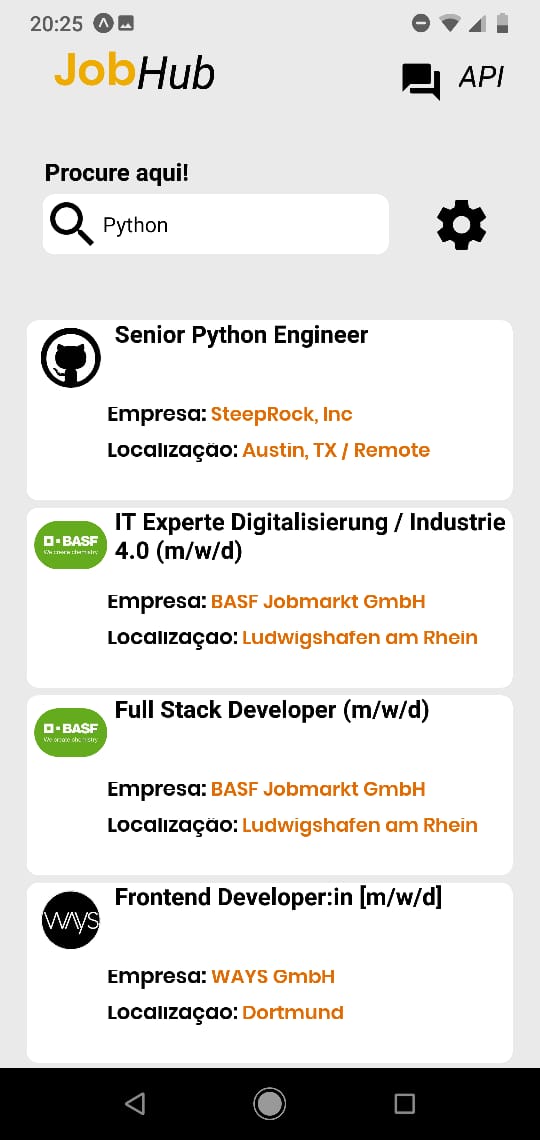 20:25
JobHub
API
Procure aqui!
Python
Senior Python Engineer
Empresa: SteepRock, Inc
Localização: Austin, TX / Remote
BASF
We create chemistry
IT Experte Digitalisierung / Industrie
4.0 (m/w/d)
Empresa: BASF Jobmarkt GmbH
Localização: Ludwigshafen am Rhein
BASF
We create chemistry
Full Stack Developer (m/w/d)
Empresa: BASF Jobmarkt GmbH
Localização: Ludwigshafen am Rhein
WAYS
Frontend Developer:in [m/w/d]
Empresa: WAYS GmbH
Localização: Dortmund